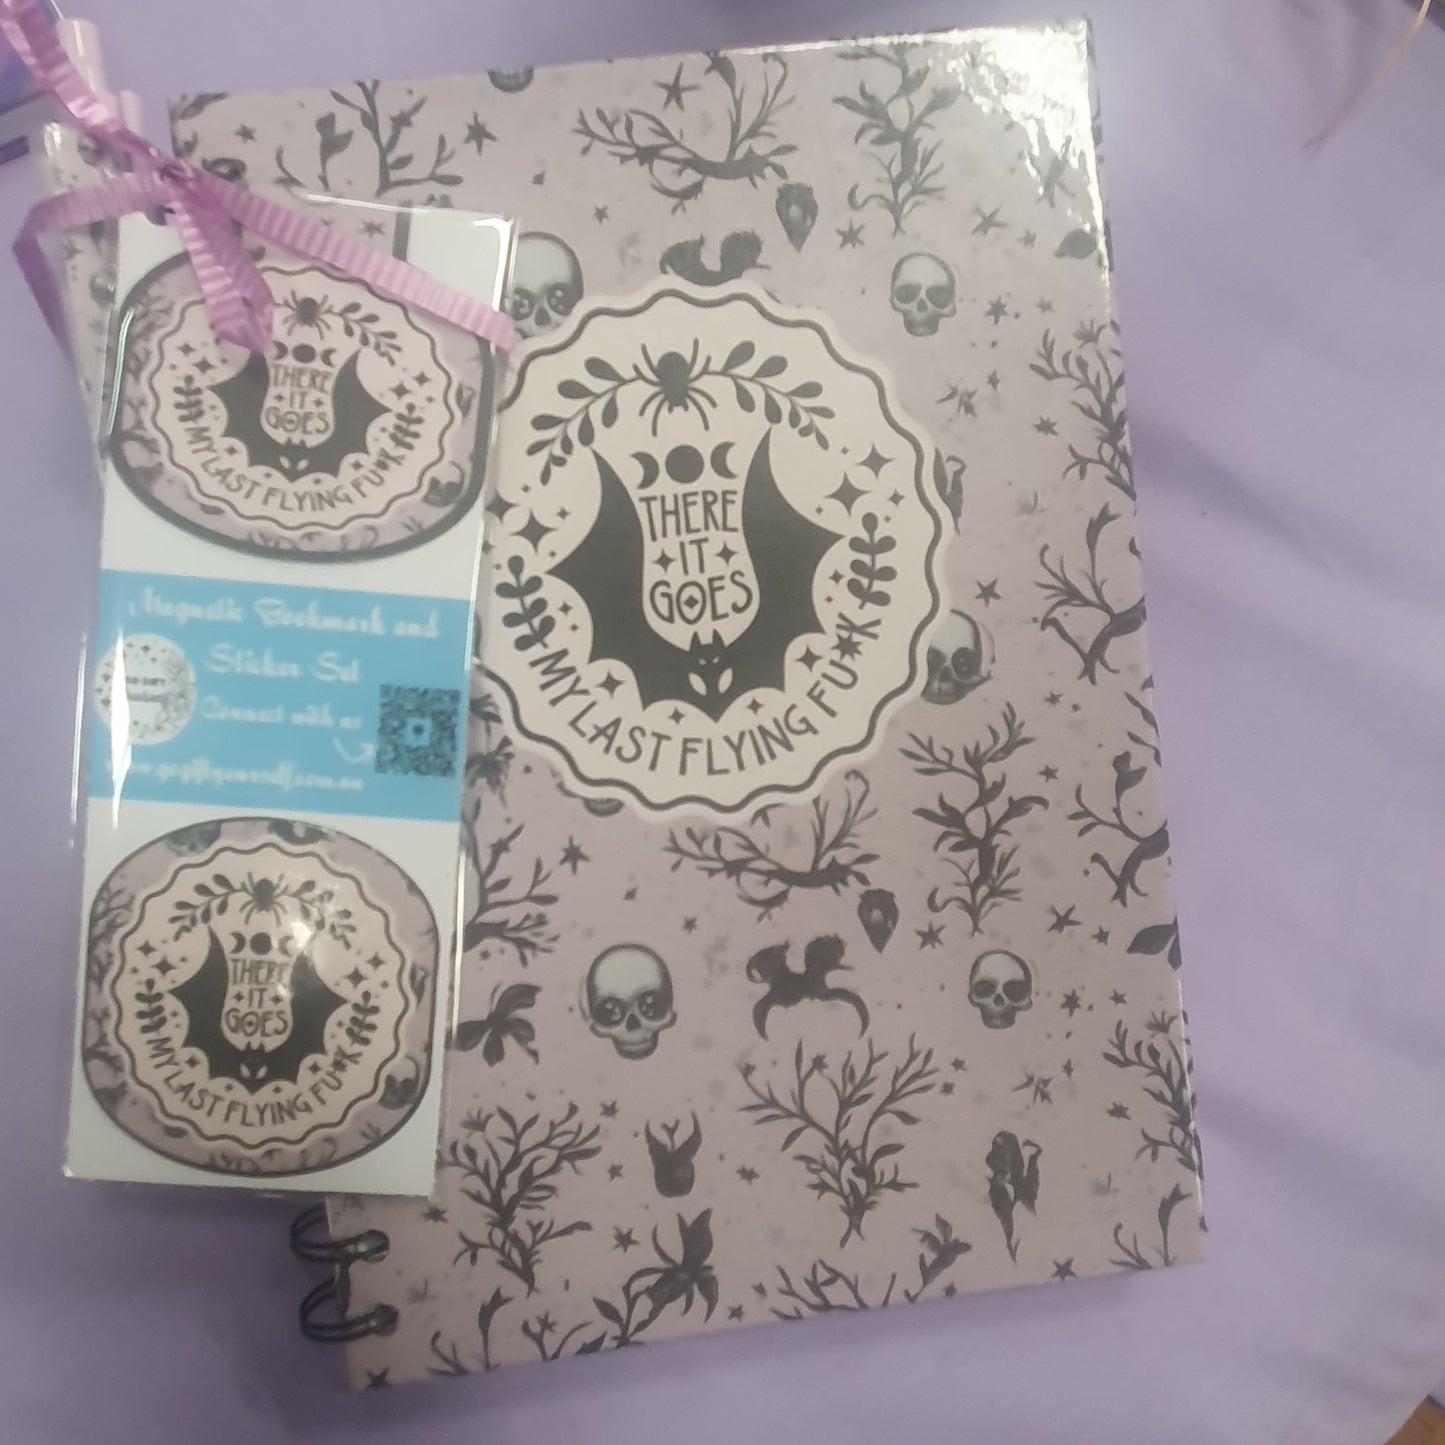 THERE
IT
GOES
MY LAST FLYING FU*K
Magnetic Bookmark and
Sticker Set
Connect with us
THERE
IT
GOES
MY LAST FLYING FU*K
THERE
IT
GOES
MY LAST FLYING FU*K